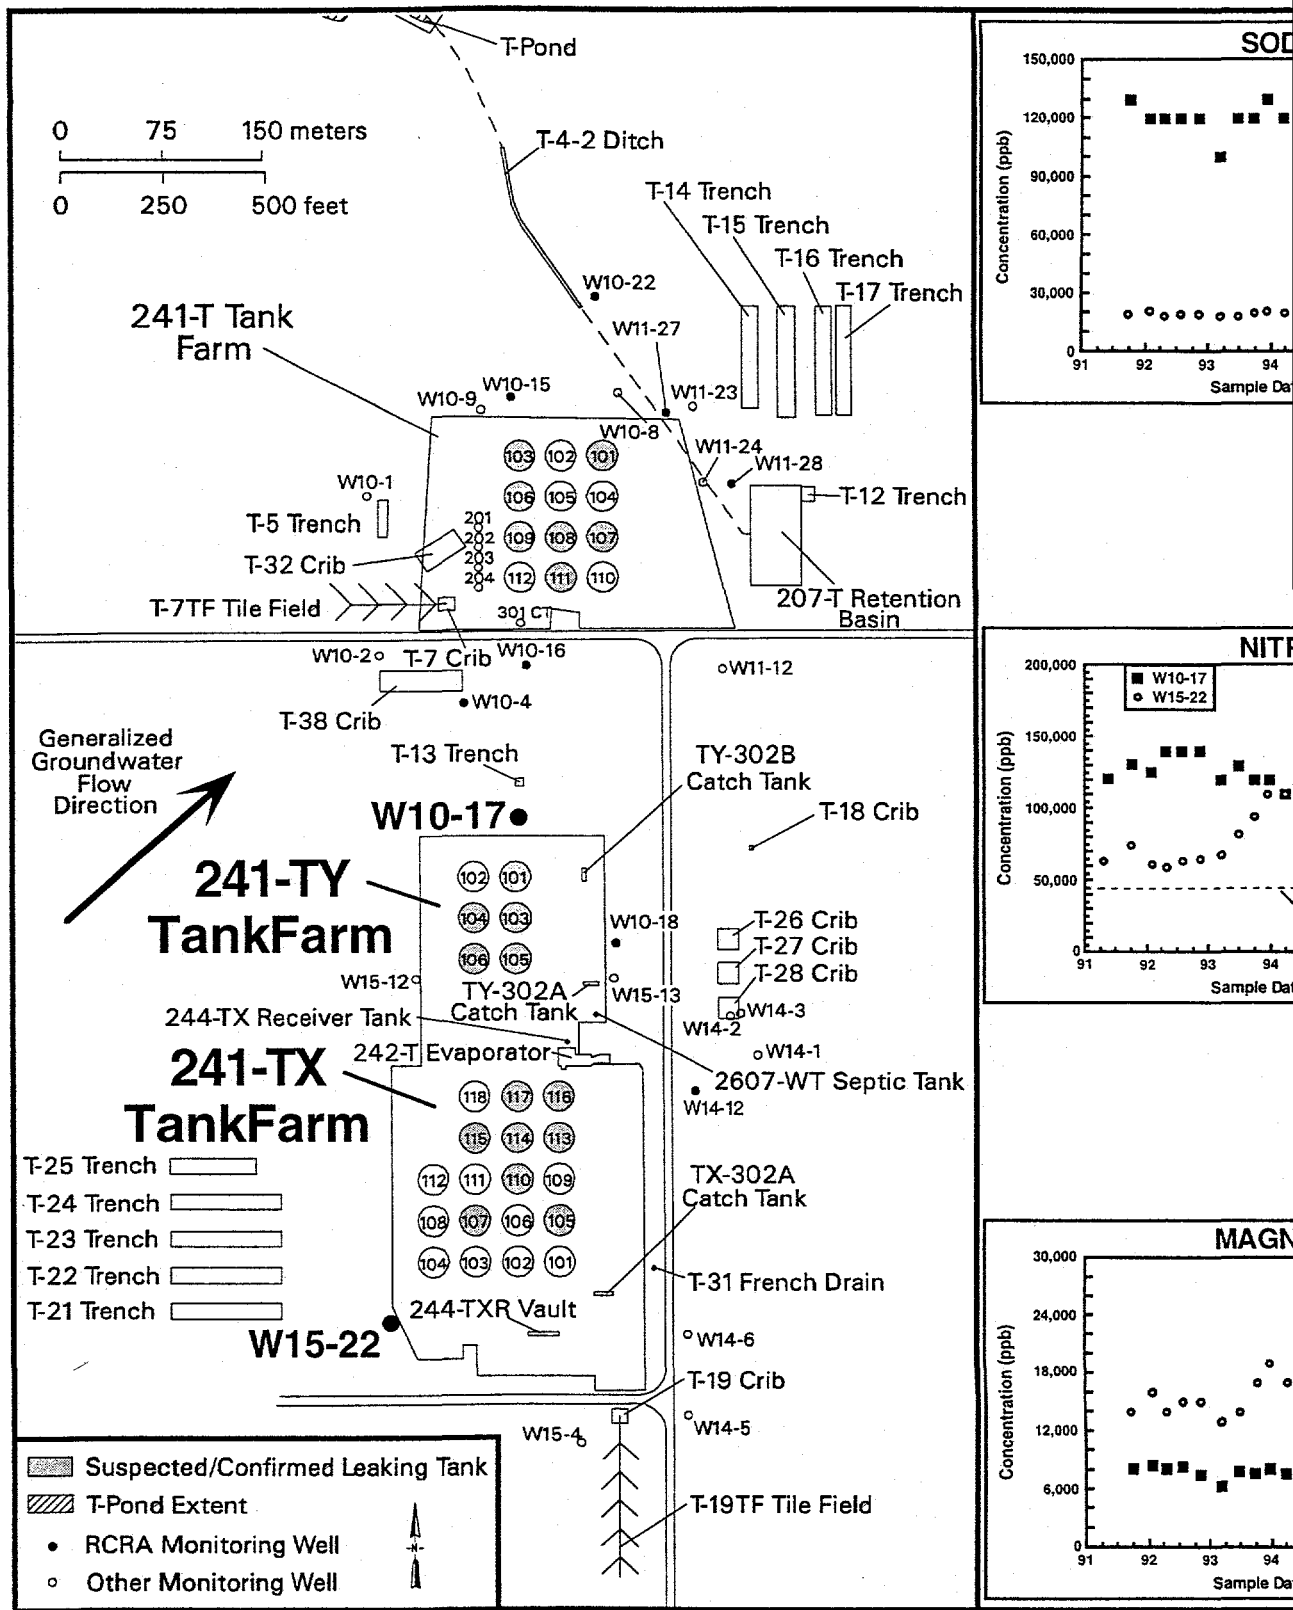 T-Pond
0 75 150 meters
0 250 500 feet
T-4-2 Ditch
T-14 Trench
T-15 Trench
T-16 Trench
T-17 Trench
W10-22
241-T Tank
Farm
W11-27
W10-15
W10-9
W11-23
W10-8
W11-24
W11-28
103 102 101
106 105 104
109 108 107
112 111 110
W10-1
T-5 Trench
201
202
203
204
T-32 Crib
T-7TF Tile Field
301 CT
T-12 Trench
207-T Retention
Basin
W10-2
T-7 Crib
W10-16
W11-12
W10-4
T-38 Crib
Generalized
Groundwater
Flow
Direction
T-13 Trench
TY-302B
Catch Tank
W10-17
T-18 Crib
241-TY
TankFarm
102 101
104 103
106 105
W10-18
T-26 Crib
T-27 Crib
T-28 Crib
W15-12
TY-302A
Catch Tank
W15-13
W14-3
W14-2
244-TX Receiver Tank
242-T Evaporator
W14-1
2607-WT Septic Tank
241-TX
TankFarm
W14-12
118 117 116
115 114 113
112 111 110 109
108 107 106 105
104 103 102 101
T-25 Trench
T-24 Trench
T-23 Trench
T-22 Trench
T-21 Trench
TX-302A
Catch Tank
T-31 French Drain
244-TXR Vault
W15-22
W14-6
T-19 Crib
W15-4
W14-5
T-19TF Tile Field
Suspected/Confirmed Leaking Tank
T-Pond Extent
RCRA Monitoring Well
Other Monitoring Well
N
SOD
Concentration (ppb)
150,000
120,000
90,000
60,000
30,000
0
91 92 93 94
Sample Da
NITR
Concentration (ppb)
200,000
150,000
100,000
50,000
0
W10-17
W15-22
91 92 93 94
Sample Da
MAGN
Concentration (ppb)
30,000
24,000
18,000
12,000
6,000
0
91 92 93 94
Sample Da